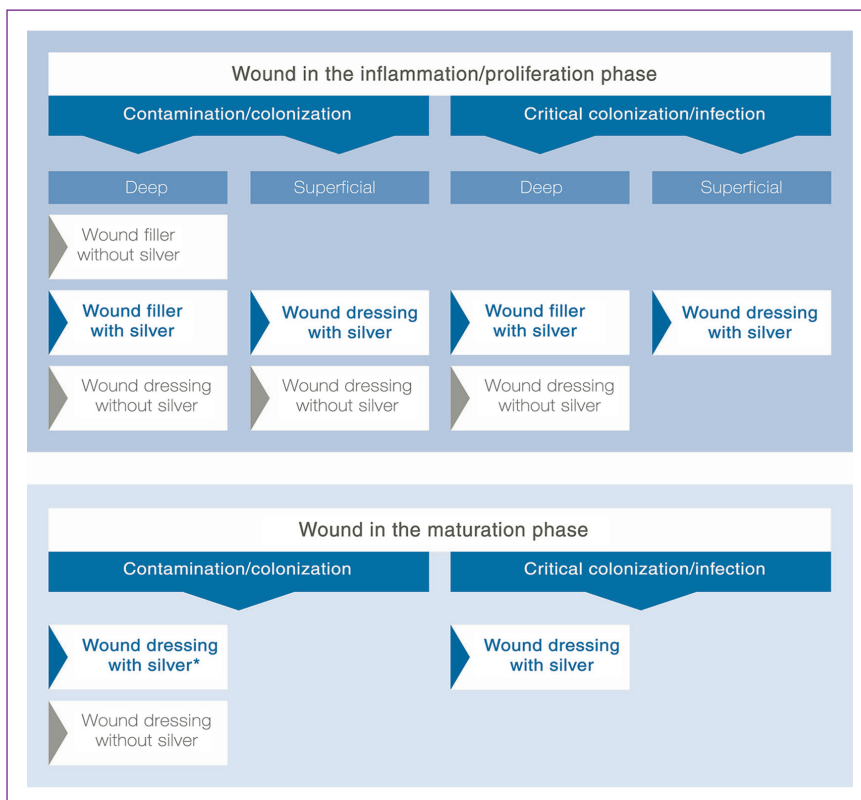 Wound in the inflammation/proliferation phase
Contamination/colonization
Critical colonization/infection
Deep
Superficial
Deep
Superficial
Wound filler
without silver
Wound filler
with silver
Wound dressing
with silver
Wound filler
with silver
Wound dressing
with silver
Wound dressing
without silver
Wound dressing
without silver
Wound dressing
without silver
Wound in the maturation phase
Contamination/colonization
Critical colonization/infection
Wound dressing
with silver*
Wound dressing
with silver
Wound dressing
without silver